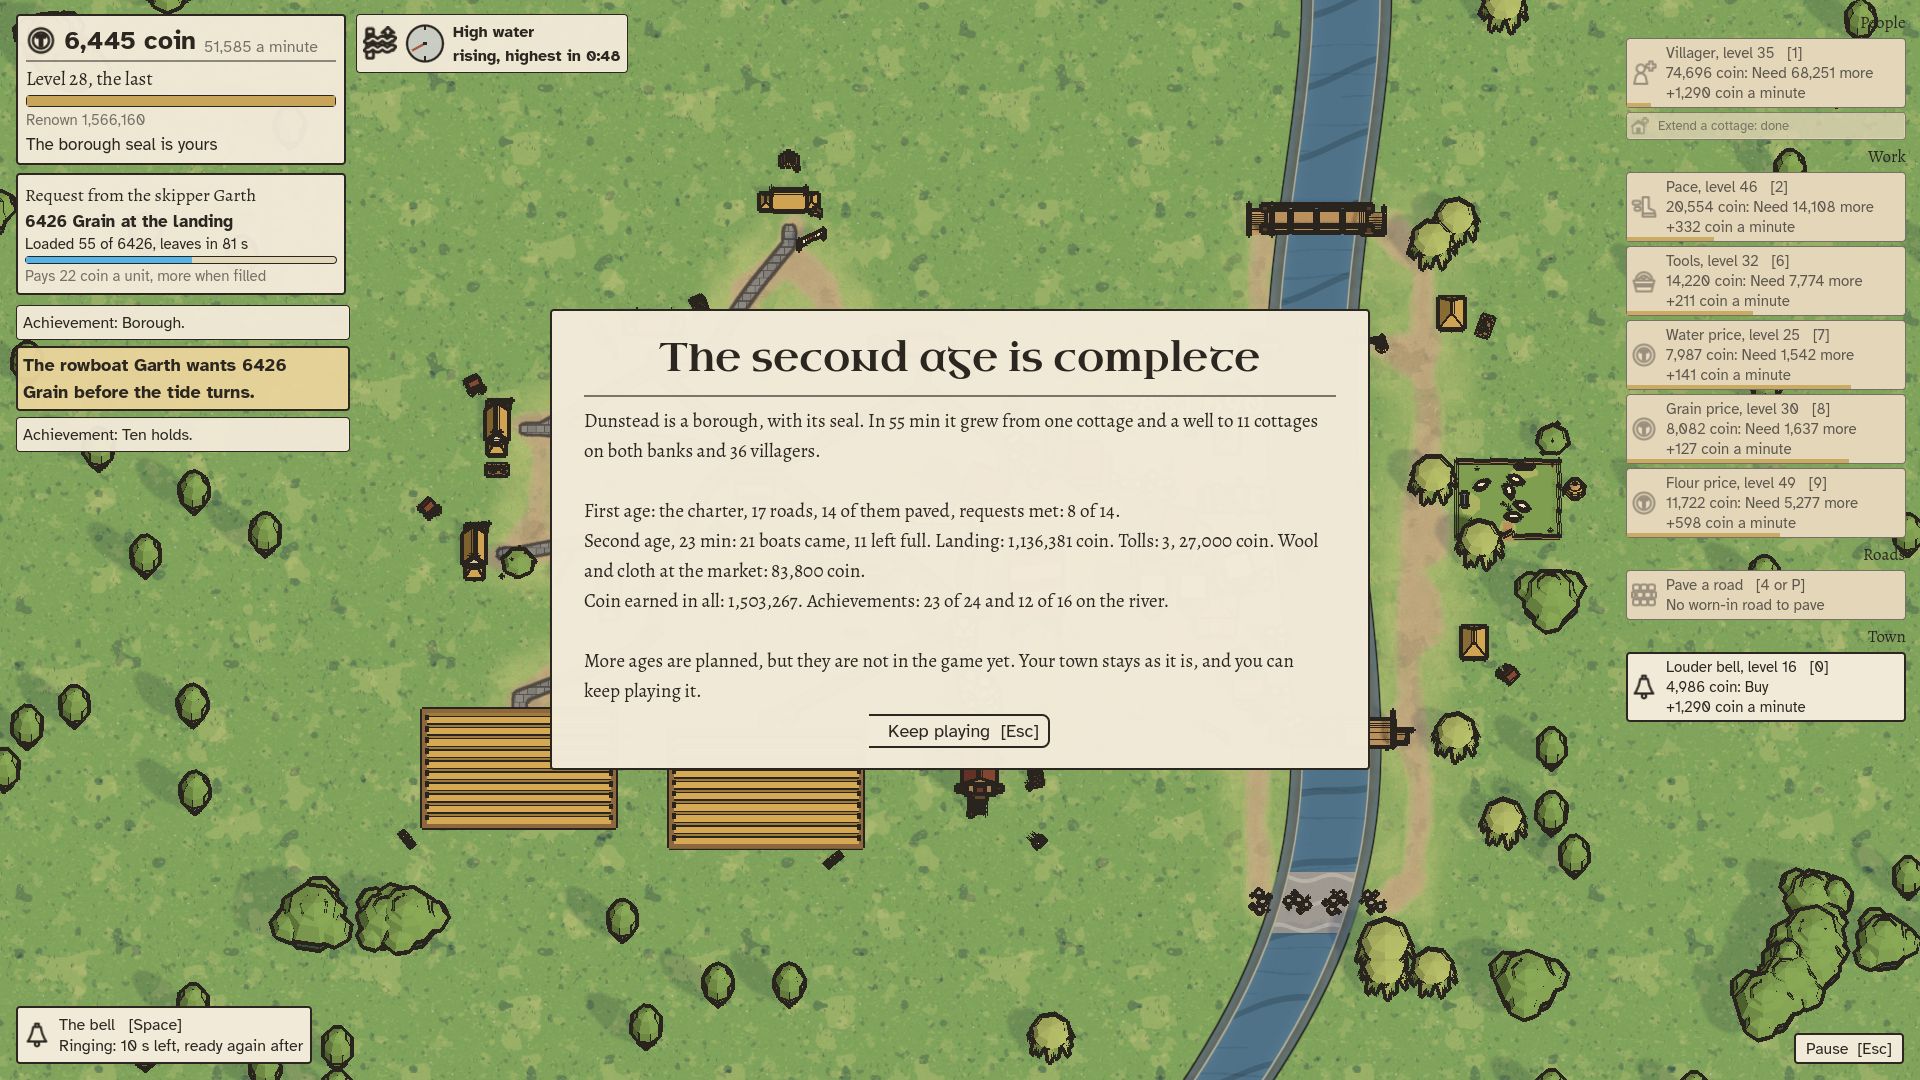 6,445 coin 51,585 a minute
Level 28, the last
Renown 1,566,160
The borough seal is yours
High water
rising, highest in 0:48
Request from the skipper Garth
6426 Grain at the landing
Loaded 55 of 6426, leaves in 81 s
Pays 22 coin a unit, more when filled
Achievement: Borough.
The rowboat Garth wants 6426
Grain before the tide turns.
Achievement: Ten holds.
The second age is complete
Dunstead is a borough, with its seal. In 55 min it grew from one cottage and a well to 11 cottages
on both banks and 36 villagers.
First age: the charter, 17 roads, 14 of them paved, requests met: 8 of 14.
Second age, 23 min: 21 boats came, 11 left full. Landing: 1,136,381 coin. Tolls: 3, 27,000 coin. Wool
and cloth at the market: 83,800 coin.
Coin earned in all: 1,503,267. Achievements: 23 of 24 and 12 of 16 on the river.
More ages are planned, but they are not in the game yet. Your town stays as it is, and you can
keep playing it.
Keep playing [Esc]
People
Villager, level 35 [1]
74,696 coin: Need 68,251 more
+1,290 coin a minute
Extend a cottage: done
Work
Pace, level 46 [2]
20,554 coin: Need 14,108 more
+332 coin a minute
Tools, level 32 [6]
14,220 coin: Need 7,774 more
+211 coin a minute
Water price, level 25 [7]
7,987 coin: Need 1,542 more
+141 coin a minute
Grain price, level 30 [8]
8,082 coin: Need 1,637 more
+127 coin a minute
Flour price, level 49 [9]
11,722 coin: Need 5,277 more
+598 coin a minute
Roads
Pave a road [4 or P]
No worn-in road to pave
Town
Louder bell, level 16 [0]
4,986 coin: Buy
+1,290 coin a minute
The bell [Space]
Ringing: 10 s left, ready again after
Pause [Esc]